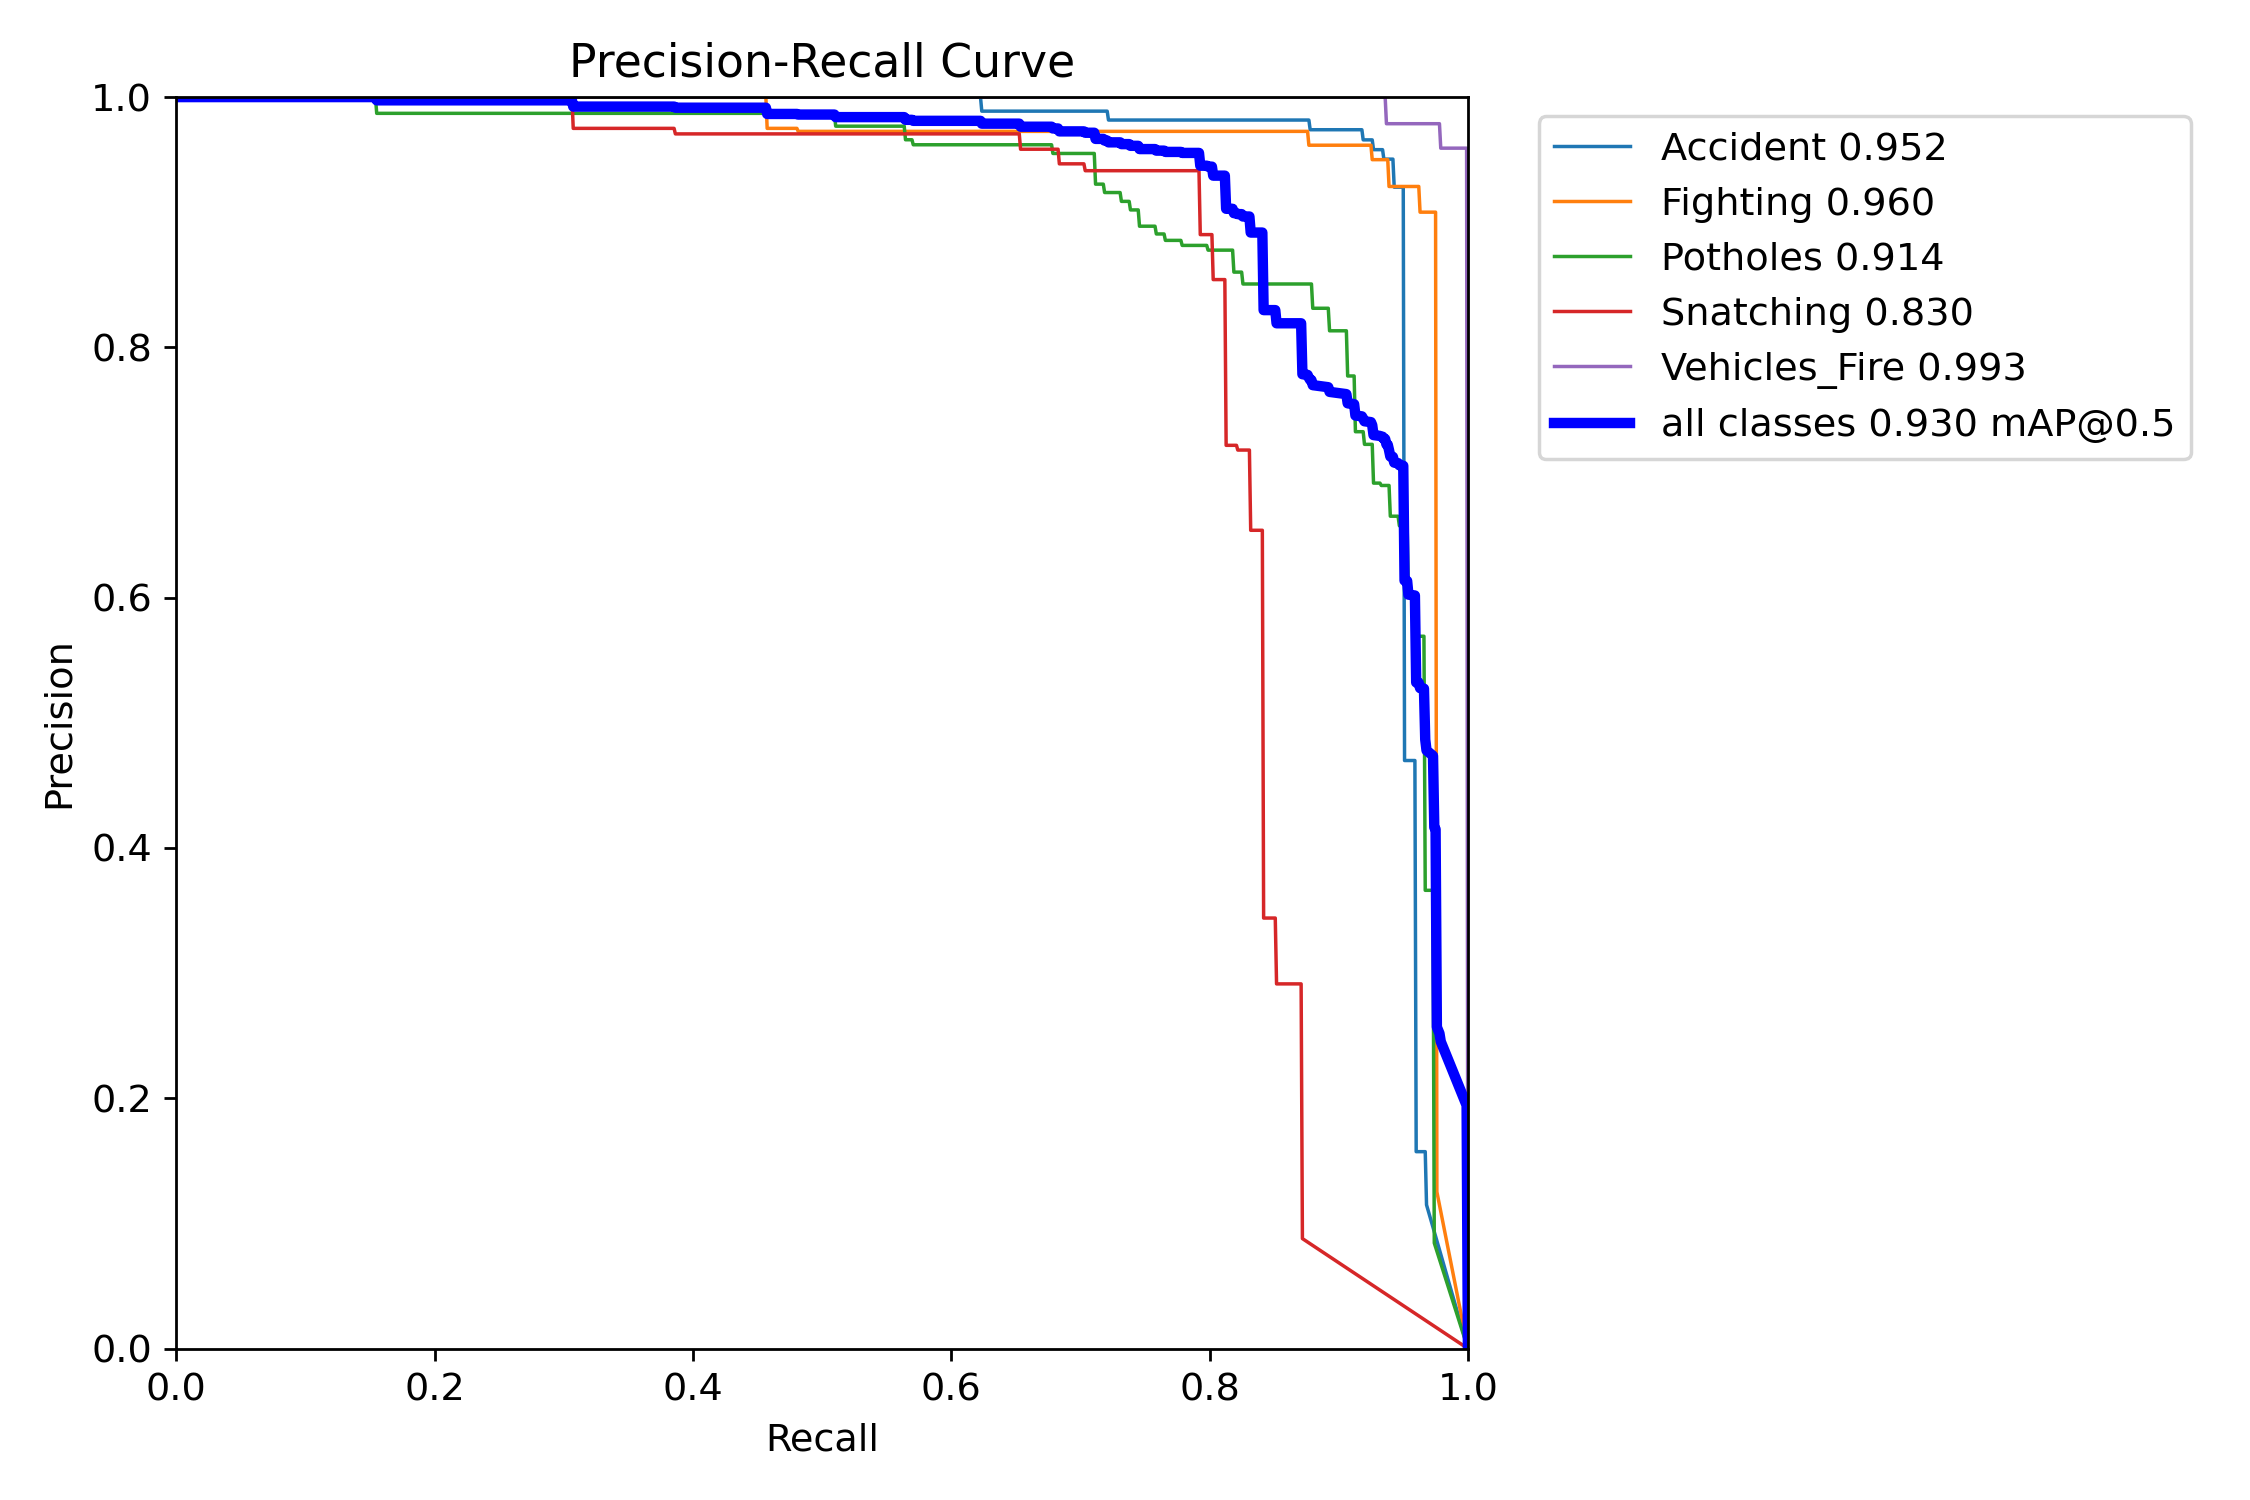 Precision-Recall Curve
1.0
0.8
0.6
0.4
0.2
0.0
Precision
0.0 0.2 0.4 0.6 0.8 1.0
Recall
Accident 0.952
Fighting 0.960
Potholes 0.914
Snatching 0.830
Vehicles_Fire 0.993
all classes 0.930 mAP@0.5